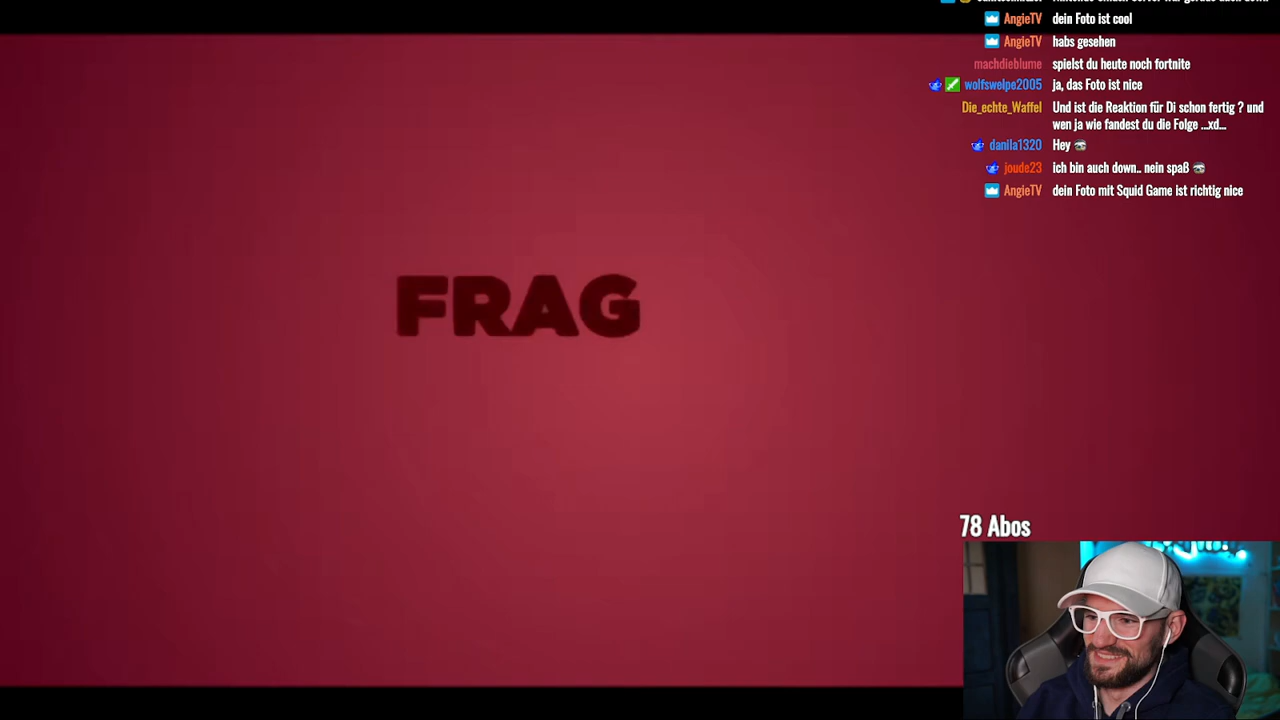 AngieTV dein Foto ist cool
AngieTV habs gesehen
machdieblume spielst du heute noch fortnite
wolfswelpe2005 ja, das Foto ist nice
Die_echte_Waffel Und ist die Reaktion für Di schon fertig ? und
wen ja wie fandest du die Folge ...xd...
danila1320 Hey
joude23 ich bin auch down.. nein spaß
AngieTV dein Foto mit Squid Game ist richtig nice
FRAG
78 Abos